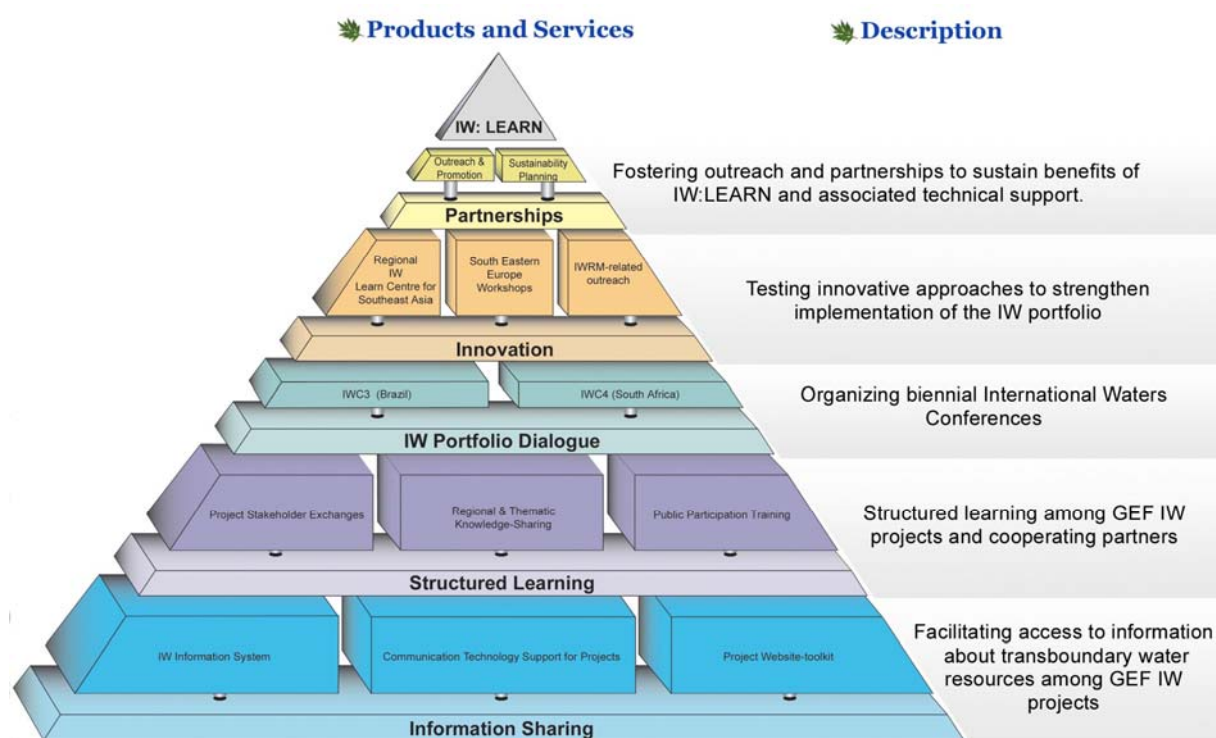 Products and Services
Description
IW: LEARN
Outreach &
Promotion
Sustainability
Planning
Partnerships
Fostering outreach and partnerships to sustain benefits of
IW:LEARN and associated technical support.
Regional
IW
Learn Centre for
Southeast Asia
South Eastern
Europe
Workshops
IWRM-related
outreach
Innovation
Testing innovative approaches to strengthen
implementation of the IW portfolio
IWC3 (Brazil)
IWC4 (South Africa)
IW Portfolio Dialogue
Organizing biennial International Waters
Conferences
Project Stakeholder Exchanges
Regional & Thematic
Knowledge-Sharing
Public Participation Training
Structured Learning
Structured learning among GEF IW
projects and cooperating partners
IW Information System
Communication Technology Support for Projects
Project Website-toolkit
Information Sharing
Facilitating access to information
about transboundary water
resources among GEF IW
projects